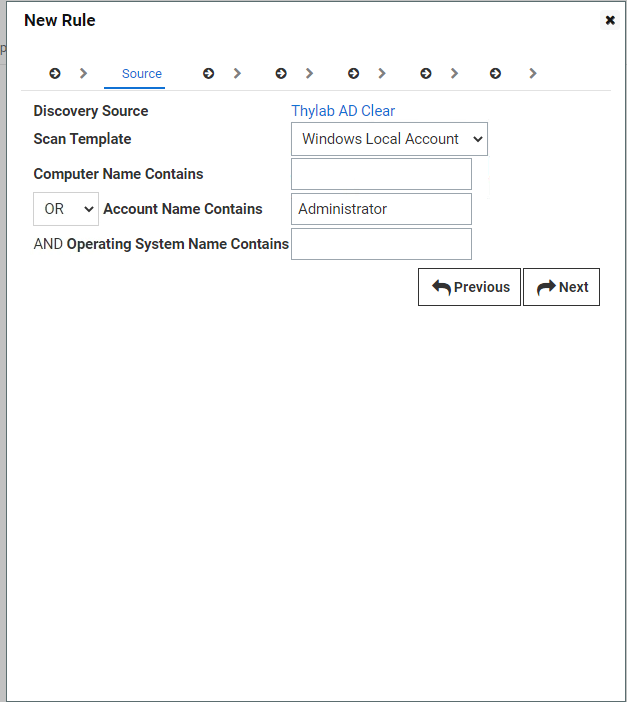 New Rule
p
Source
Discovery Source Thylab AD Clear
Scan Template Windows Local Account
Computer Name Contains
OR Account Name Contains Administrator
AND Operating System Name Contains
Previous Next